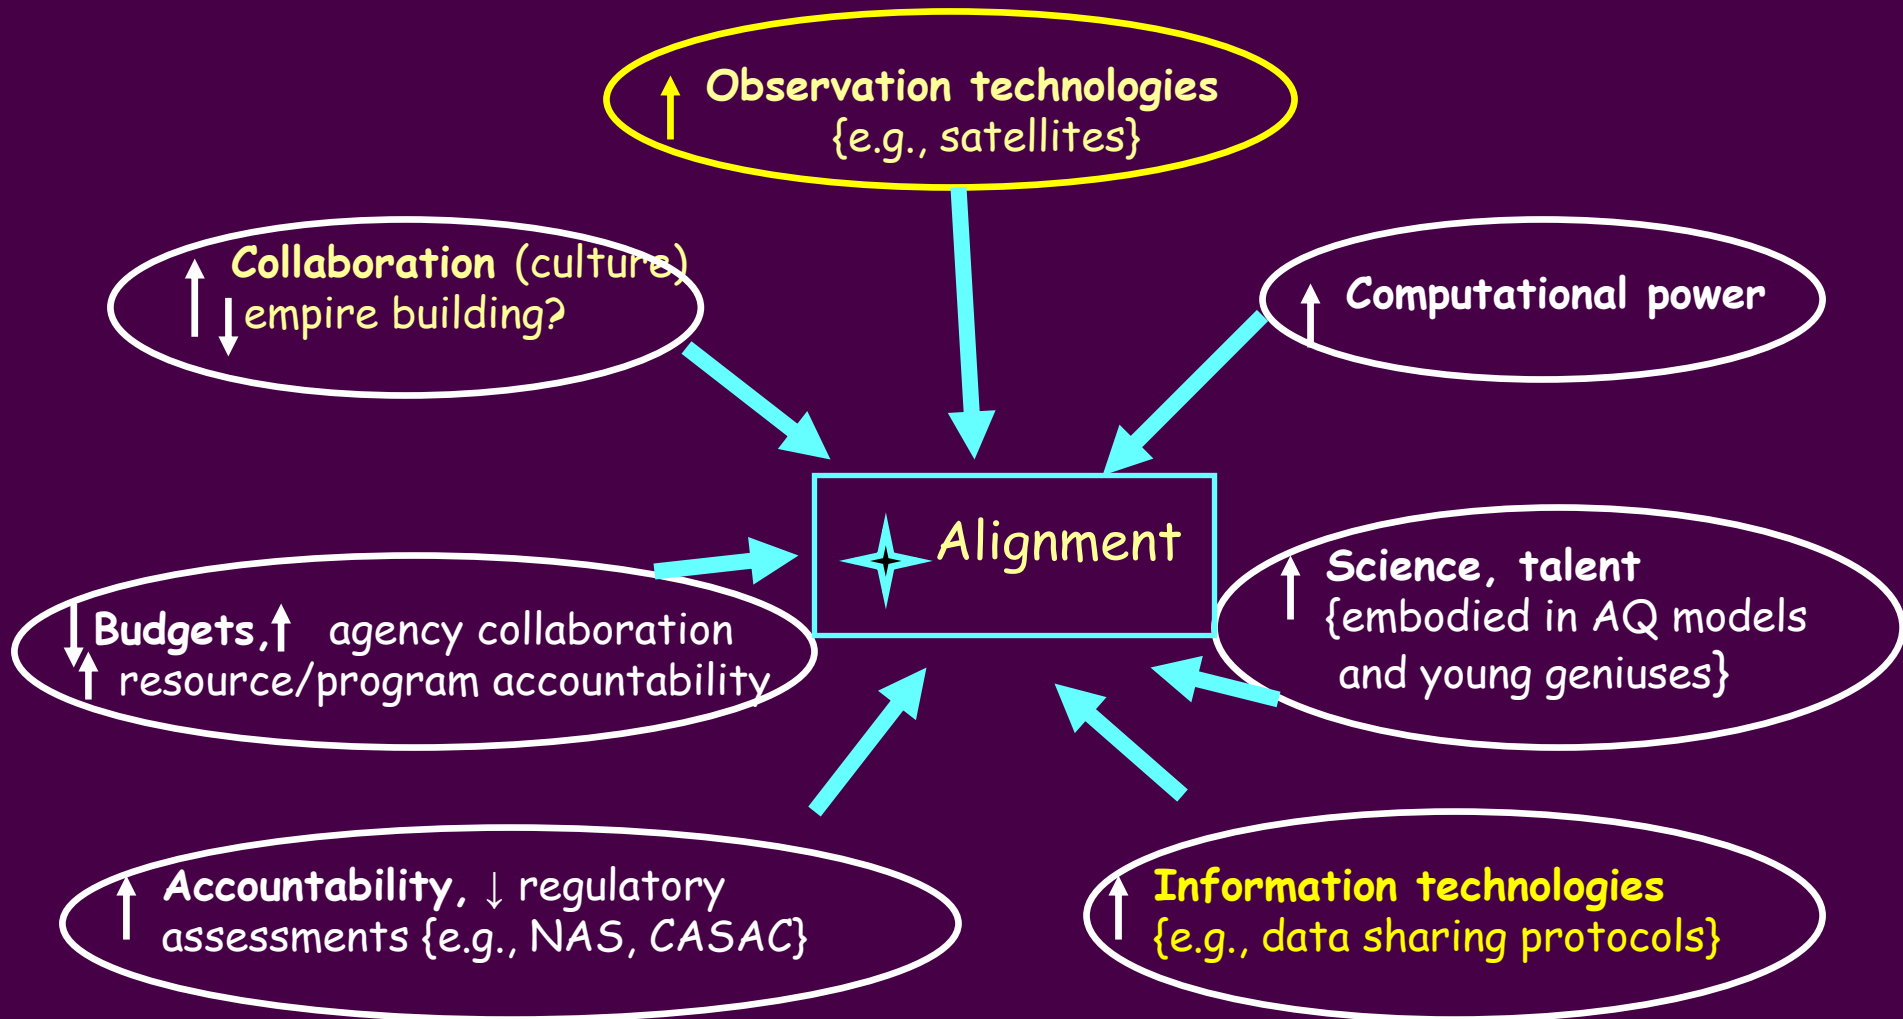 Observation technologies
{e.g., satellites}
Collaboration (culture)
empire building?
Computational power
Alignment
Budgets, agency collaboration
resource/program accountability
Science, talent
{embodied in AQ models
and young geniuses}
Accountability, ↓ regulatory
assessments {e.g., NAS, CASAC}
Information technologies
{e.g., data sharing protocols}